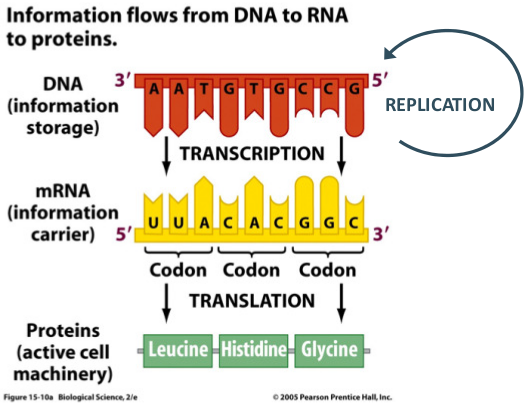 Information flows from DNA to RNA
to proteins.
DNA
(information
storage)
3′ A A T G T G C C G 5′
REPLICATION
TRANSCRIPTION
mRNA
(information
carrier)
U U A C A C G G C
5′ 3′
Codon Codon Codon
TRANSLATION
Proteins
(active cell
machinery)
Leucine Histidine Glycine
Figure 15-10a Biological Science, 2/e © 2005 Pearson Prentice Hall, Inc.